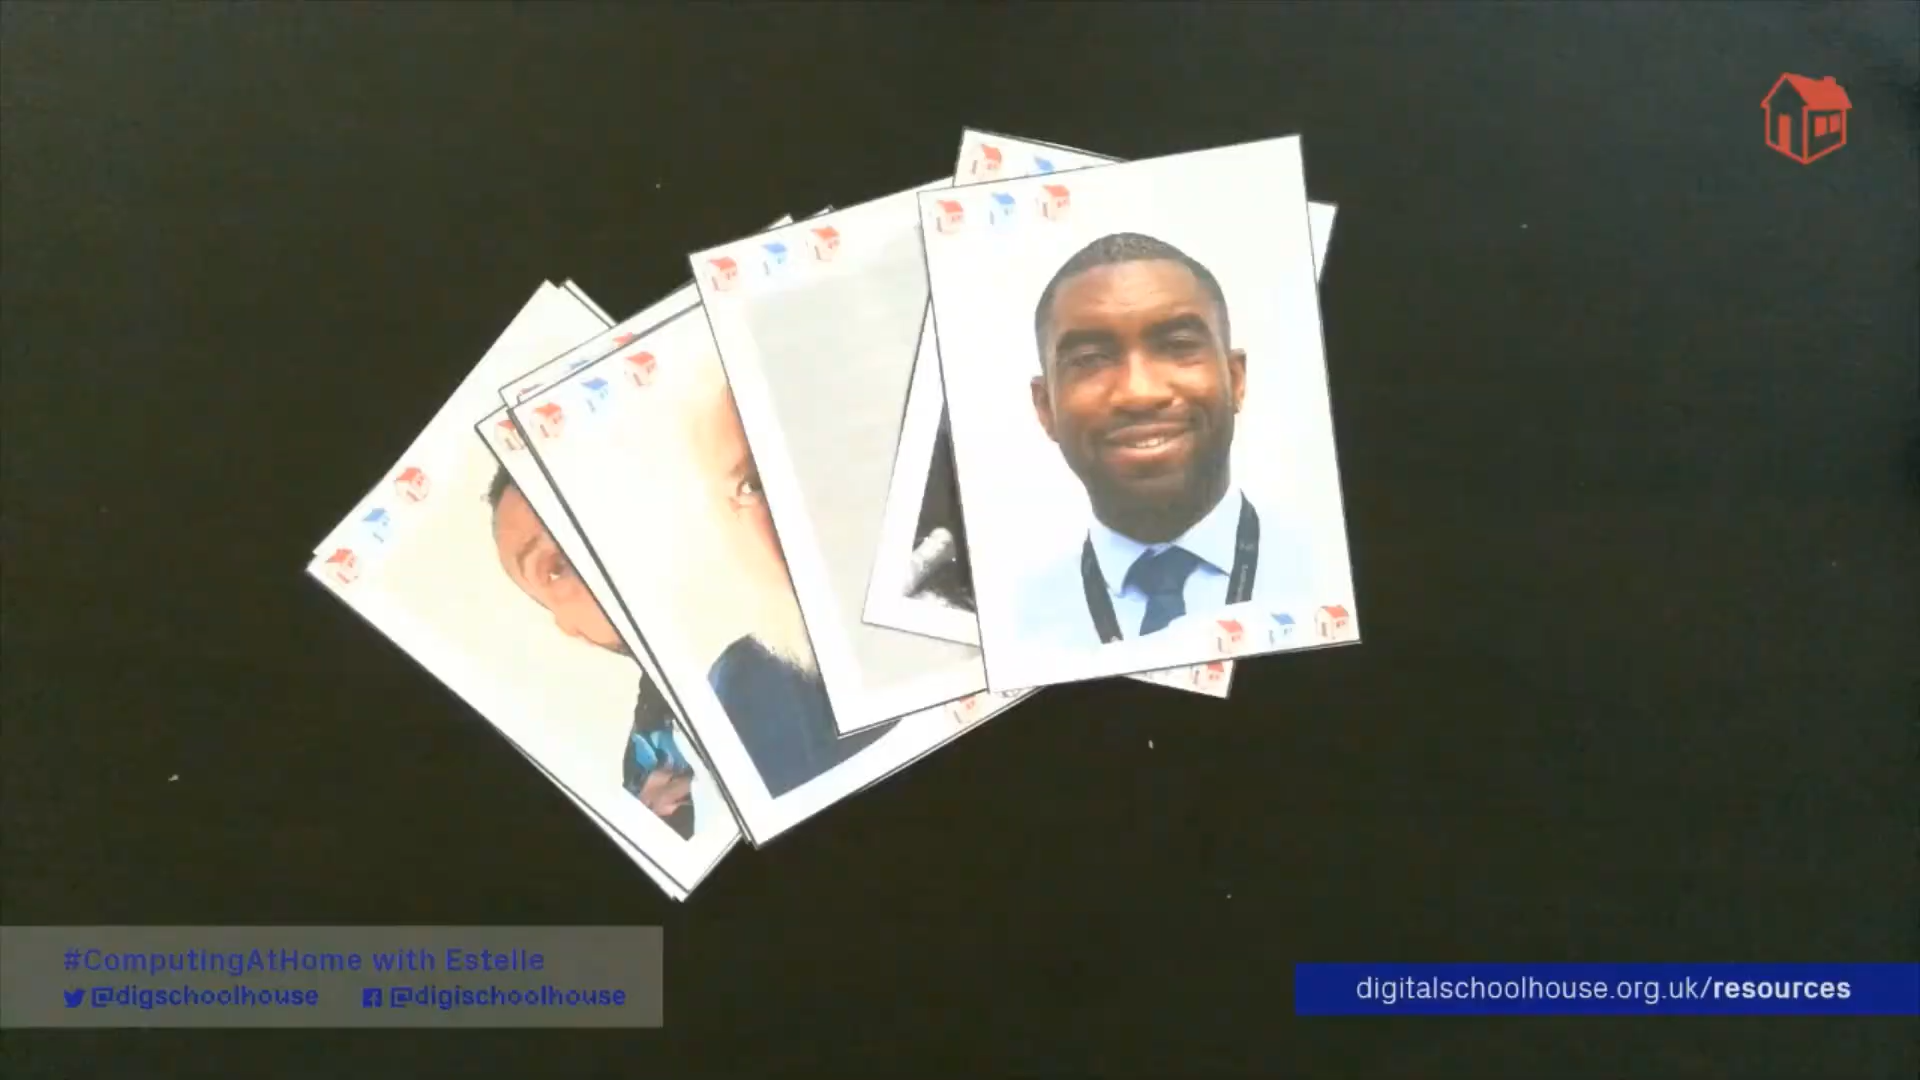 #ComputingAtHome with Estelle
@digschoolhouse @digischoolhouse
digitalschoolhouse.org.uk/resources